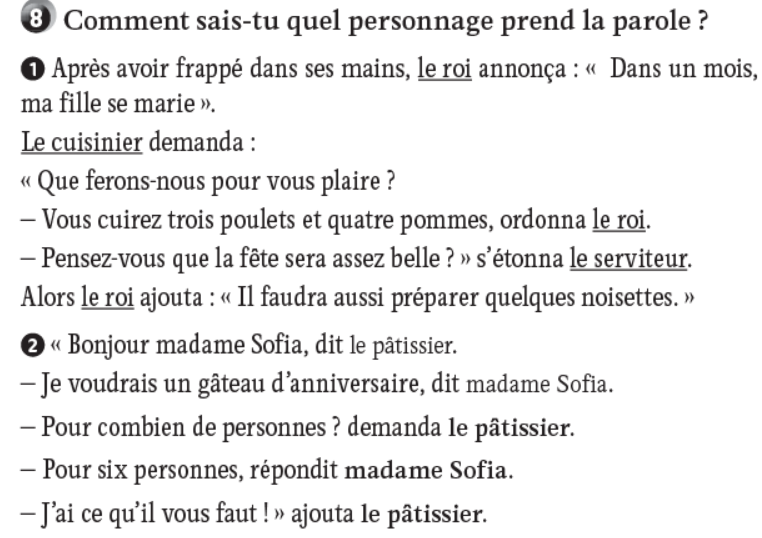 8 Comment sais-tu quel personnage prend la parole ?
1 Après avoir frappé dans ses mains, le roi annonça : « Dans un mois,
ma fille se marie ».
Le cuisinier demanda :
« Que ferons-nous pour vous plaire ?
– Vous cuirez trois poulets et quatre pommes, ordonna le roi.
– Pensez-vous que la fête sera assez belle ? » s’étonna le serviteur.
Alors le roi ajouta : « Il faudra aussi préparer quelques noisettes. »
2 « Bonjour madame Sofia, dit le pâtissier.
– Je voudrais un gâteau d’anniversaire, dit madame Sofia.
– Pour combien de personnes ? demanda le pâtissier.
– Pour six personnes, répondit madame Sofia.
– J’ai ce qu’il vous faut ! » ajouta le pâtissier.